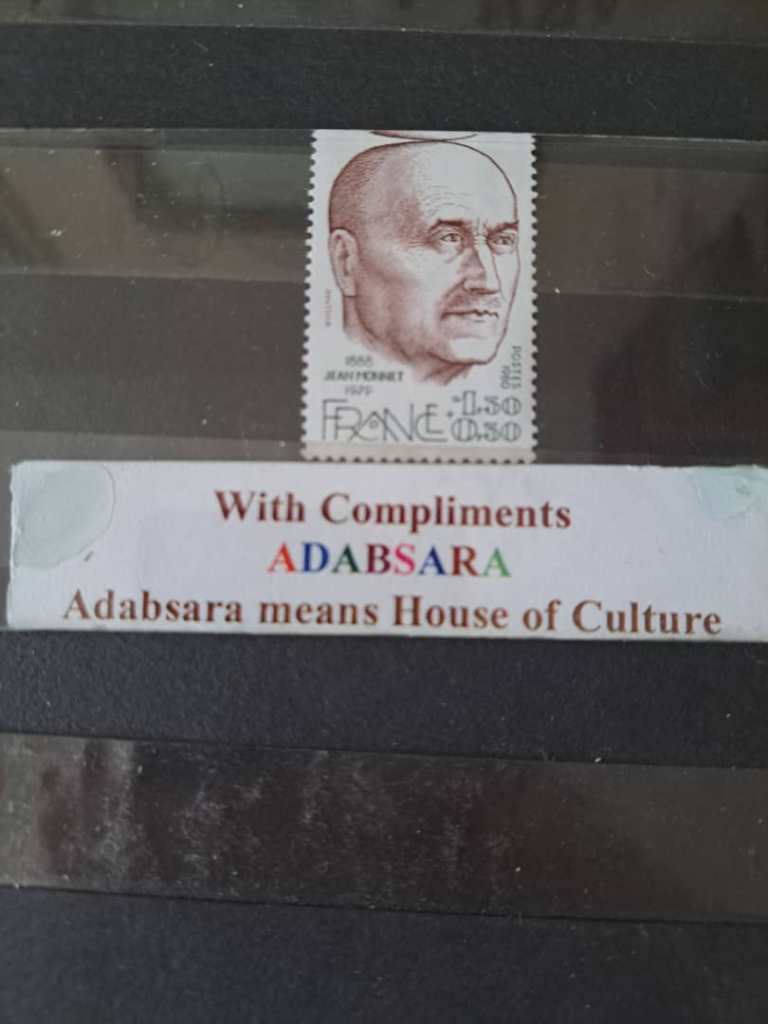 1888
JEAN MONNET
1979
POSTES
1980
FRANCE
+1.30
0.30
With Compliments
ADABSARA
Adabsara means House of Culture